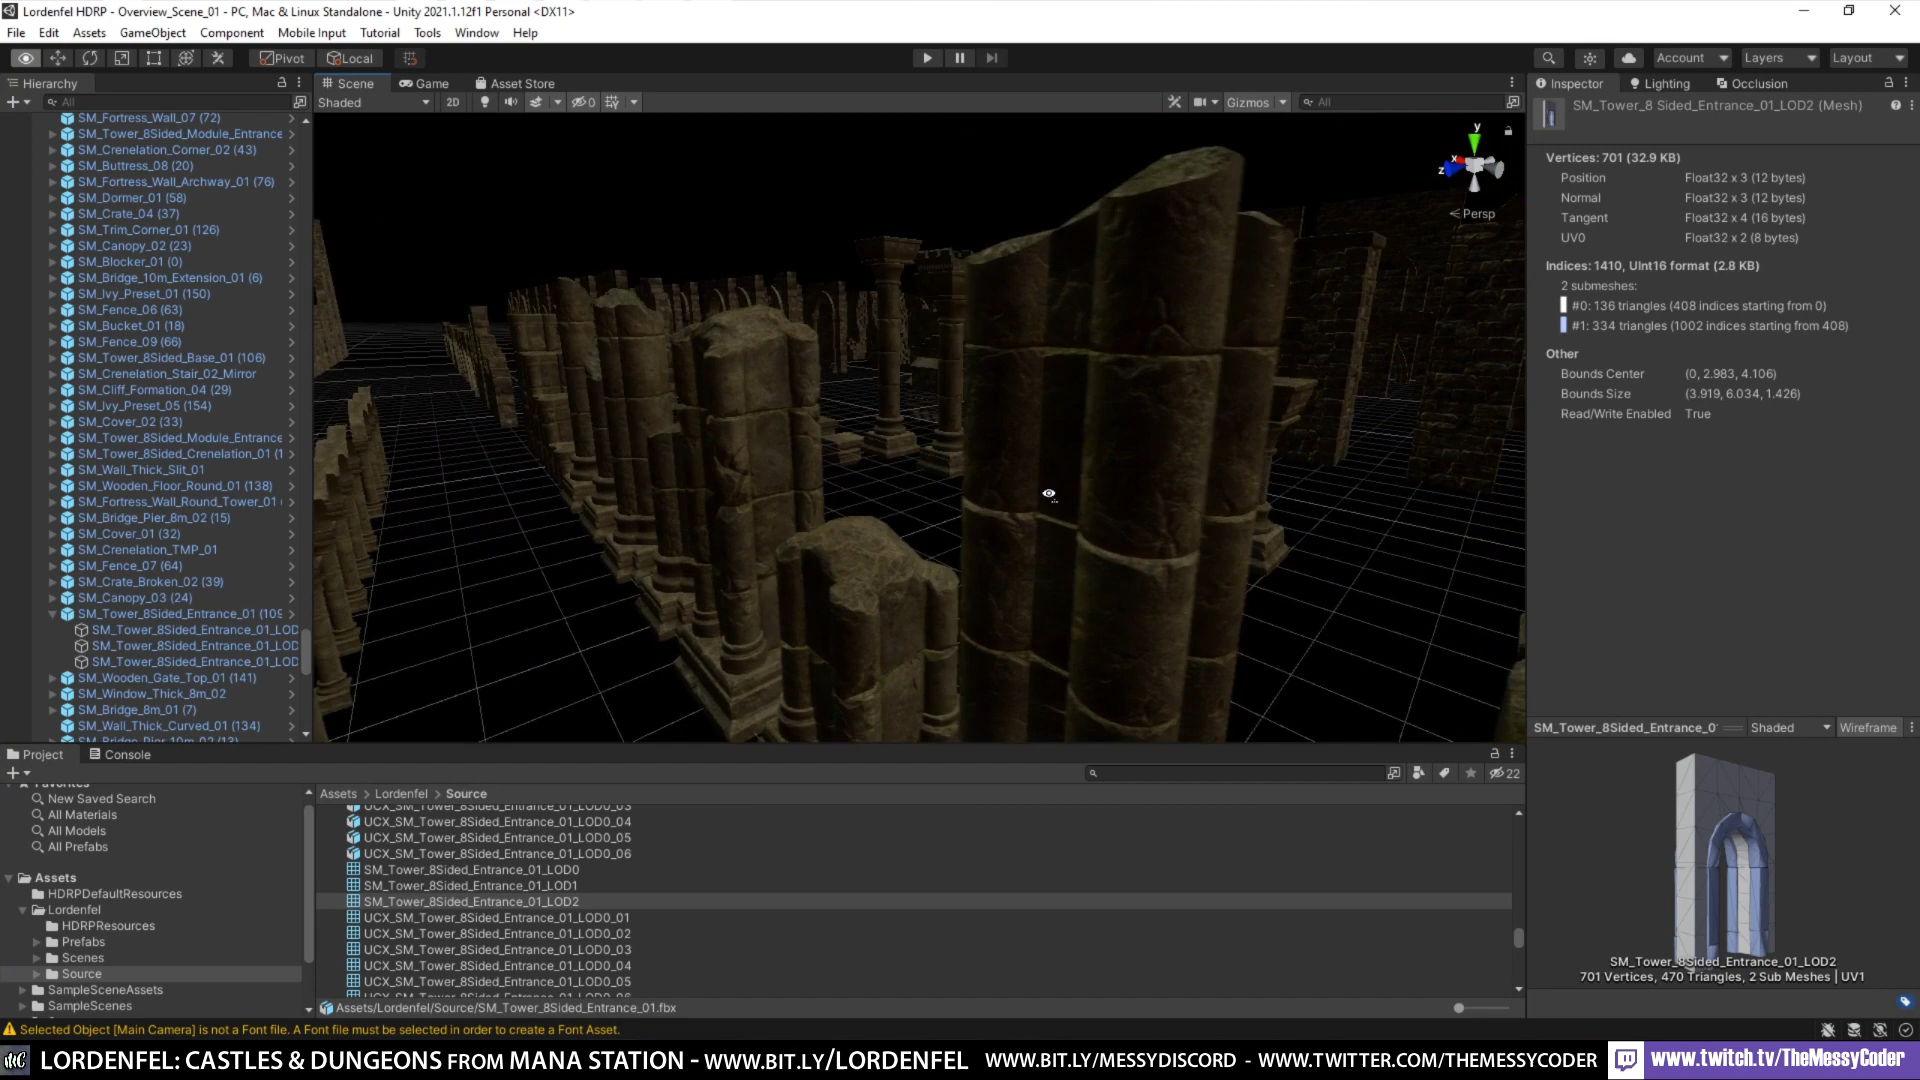 Lordenfel HDRP - Overview_Scene_01 - PC, Mac & Linux Standalone - Unity 2021.1.12f1 Personal <DX11>
File Edit Assets GameObject Component Mobile Input Tutorial Tools Window Help
Pivot Local Account Layers Layout
Hierarchy
All
SM_Fortress_Wall_07 (72)
SM_Tower_8Sided_Module_Entrance
SM_Crenelation_Corner_02 (43)
SM_Buttress_08 (20)
SM_Fortress_Wall_Archway_01 (76)
SM_Dormer_01 (58)
SM_Crate_04 (37)
SM_Trim_Corner_01 (126)
SM_Canopy_02 (23)
SM_Blocker_01 (0)
SM_Bridge_10m_Extension_01 (6)
SM_Ivy_Preset_01 (150)
SM_Fence_06 (63)
SM_Bucket_01 (18)
SM_Fence_09 (66)
SM_Tower_8Sided_Base_01 (106)
SM_Crenelation_Stair_02_Mirror
SM_Cliff_Formation_04 (29)
SM_Ivy_Preset_05 (154)
SM_Cover_02 (33)
SM_Tower_8Sided_Module_Entrance
SM_Tower_8Sided_Crenelation_01 (1
SM_Wall_Thick_Slit_01
SM_Wooden_Floor_Round_01 (138)
SM_Fortress_Wall_Round_Tower_01 (
SM_Bridge_Pier_8m_02 (15)
SM_Cover_01 (32)
SM_Crenelation_TMP_01
SM_Fence_07 (64)
SM_Crate_Broken_02 (39)
SM_Canopy_03 (24)
SM_Tower_8Sided_Entrance_01 (109
SM_Tower_8Sided_Entrance_01_LOD
SM_Tower_8Sided_Entrance_01_LOD
SM_Tower_8Sided_Entrance_01_LOD
SM_Wooden_Gate_Top_01 (141)
SM_Window_Thick_8m_02
SM_Bridge_8m_01 (7)
SM_Wall_Thick_Curved_01 (134)
SM_Bridge_Pier_10m_02 (13)
Scene Game Asset Store
Shaded 2D 0 Gizmos All
y
x
z
Persp
Inspector Lighting Occlusion
SM_Tower_8 Sided_Entrance_01_LOD2 (Mesh)
Vertices: 701 (32.9 KB)
Position Float32 x 3 (12 bytes)
Normal Float32 x 3 (12 bytes)
Tangent Float32 x 4 (16 bytes)
UV0 Float32 x 2 (8 bytes)
Indices: 1410, UInt16 format (2.8 KB)
2 submeshes:
#0: 136 triangles (408 indices starting from 0)
#1: 334 triangles (1002 indices starting from 408)
Other
Bounds Center (0, 2.983, 4.106)
Bounds Size (3.919, 6.034, 1.426)
Read/Write Enabled True
SM_Tower_8Sided_Entrance_0 Shaded Wireframe
SM_Tower_8Sided_Entrance_01_LOD2
701 Vertices, 470 Triangles, 2 Sub Meshes | UV1
Project Console
22
Favorites
New Saved Search
All Materials
All Models
All Prefabs
Assets
HDRPDefaultResources
Lordenfel
HDRPResources
Prefabs
Scenes
Source
SampleSceneAssets
SampleScenes
Assets > Lordenfel > Source
UCX_SM_Tower_8Sided_Entrance_01_LOD0_03
UCX_SM_Tower_8Sided_Entrance_01_LOD0_04
UCX_SM_Tower_8Sided_Entrance_01_LOD0_05
UCX_SM_Tower_8Sided_Entrance_01_LOD0_06
SM_Tower_8Sided_Entrance_01_LOD0
SM_Tower_8Sided_Entrance_01_LOD1
SM_Tower_8Sided_Entrance_01_LOD2
UCX_SM_Tower_8Sided_Entrance_01_LOD0_01
UCX_SM_Tower_8Sided_Entrance_01_LOD0_02
UCX_SM_Tower_8Sided_Entrance_01_LOD0_03
UCX_SM_Tower_8Sided_Entrance_01_LOD0_04
UCX_SM_Tower_8Sided_Entrance_01_LOD0_05
UCX_SM_Tower_8Sided_Entrance_01_LOD0_06
Assets/Lordenfel/Source/SM_Tower_8Sided_Entrance_01.fbx
Selected Object [Main Camera] is not a Font file. A Font file must be selected in order to create a Font Asset.
LORDENFEL: CASTLES & DUNGEONS FROM MANA STATION - WWW.BIT.LY/LORDENFEL WWW.BIT.LY/MESSYDISCORD - WWW.TWITTER.COM/THEMESSYCODER www.twitch.tv/TheMessyCoder